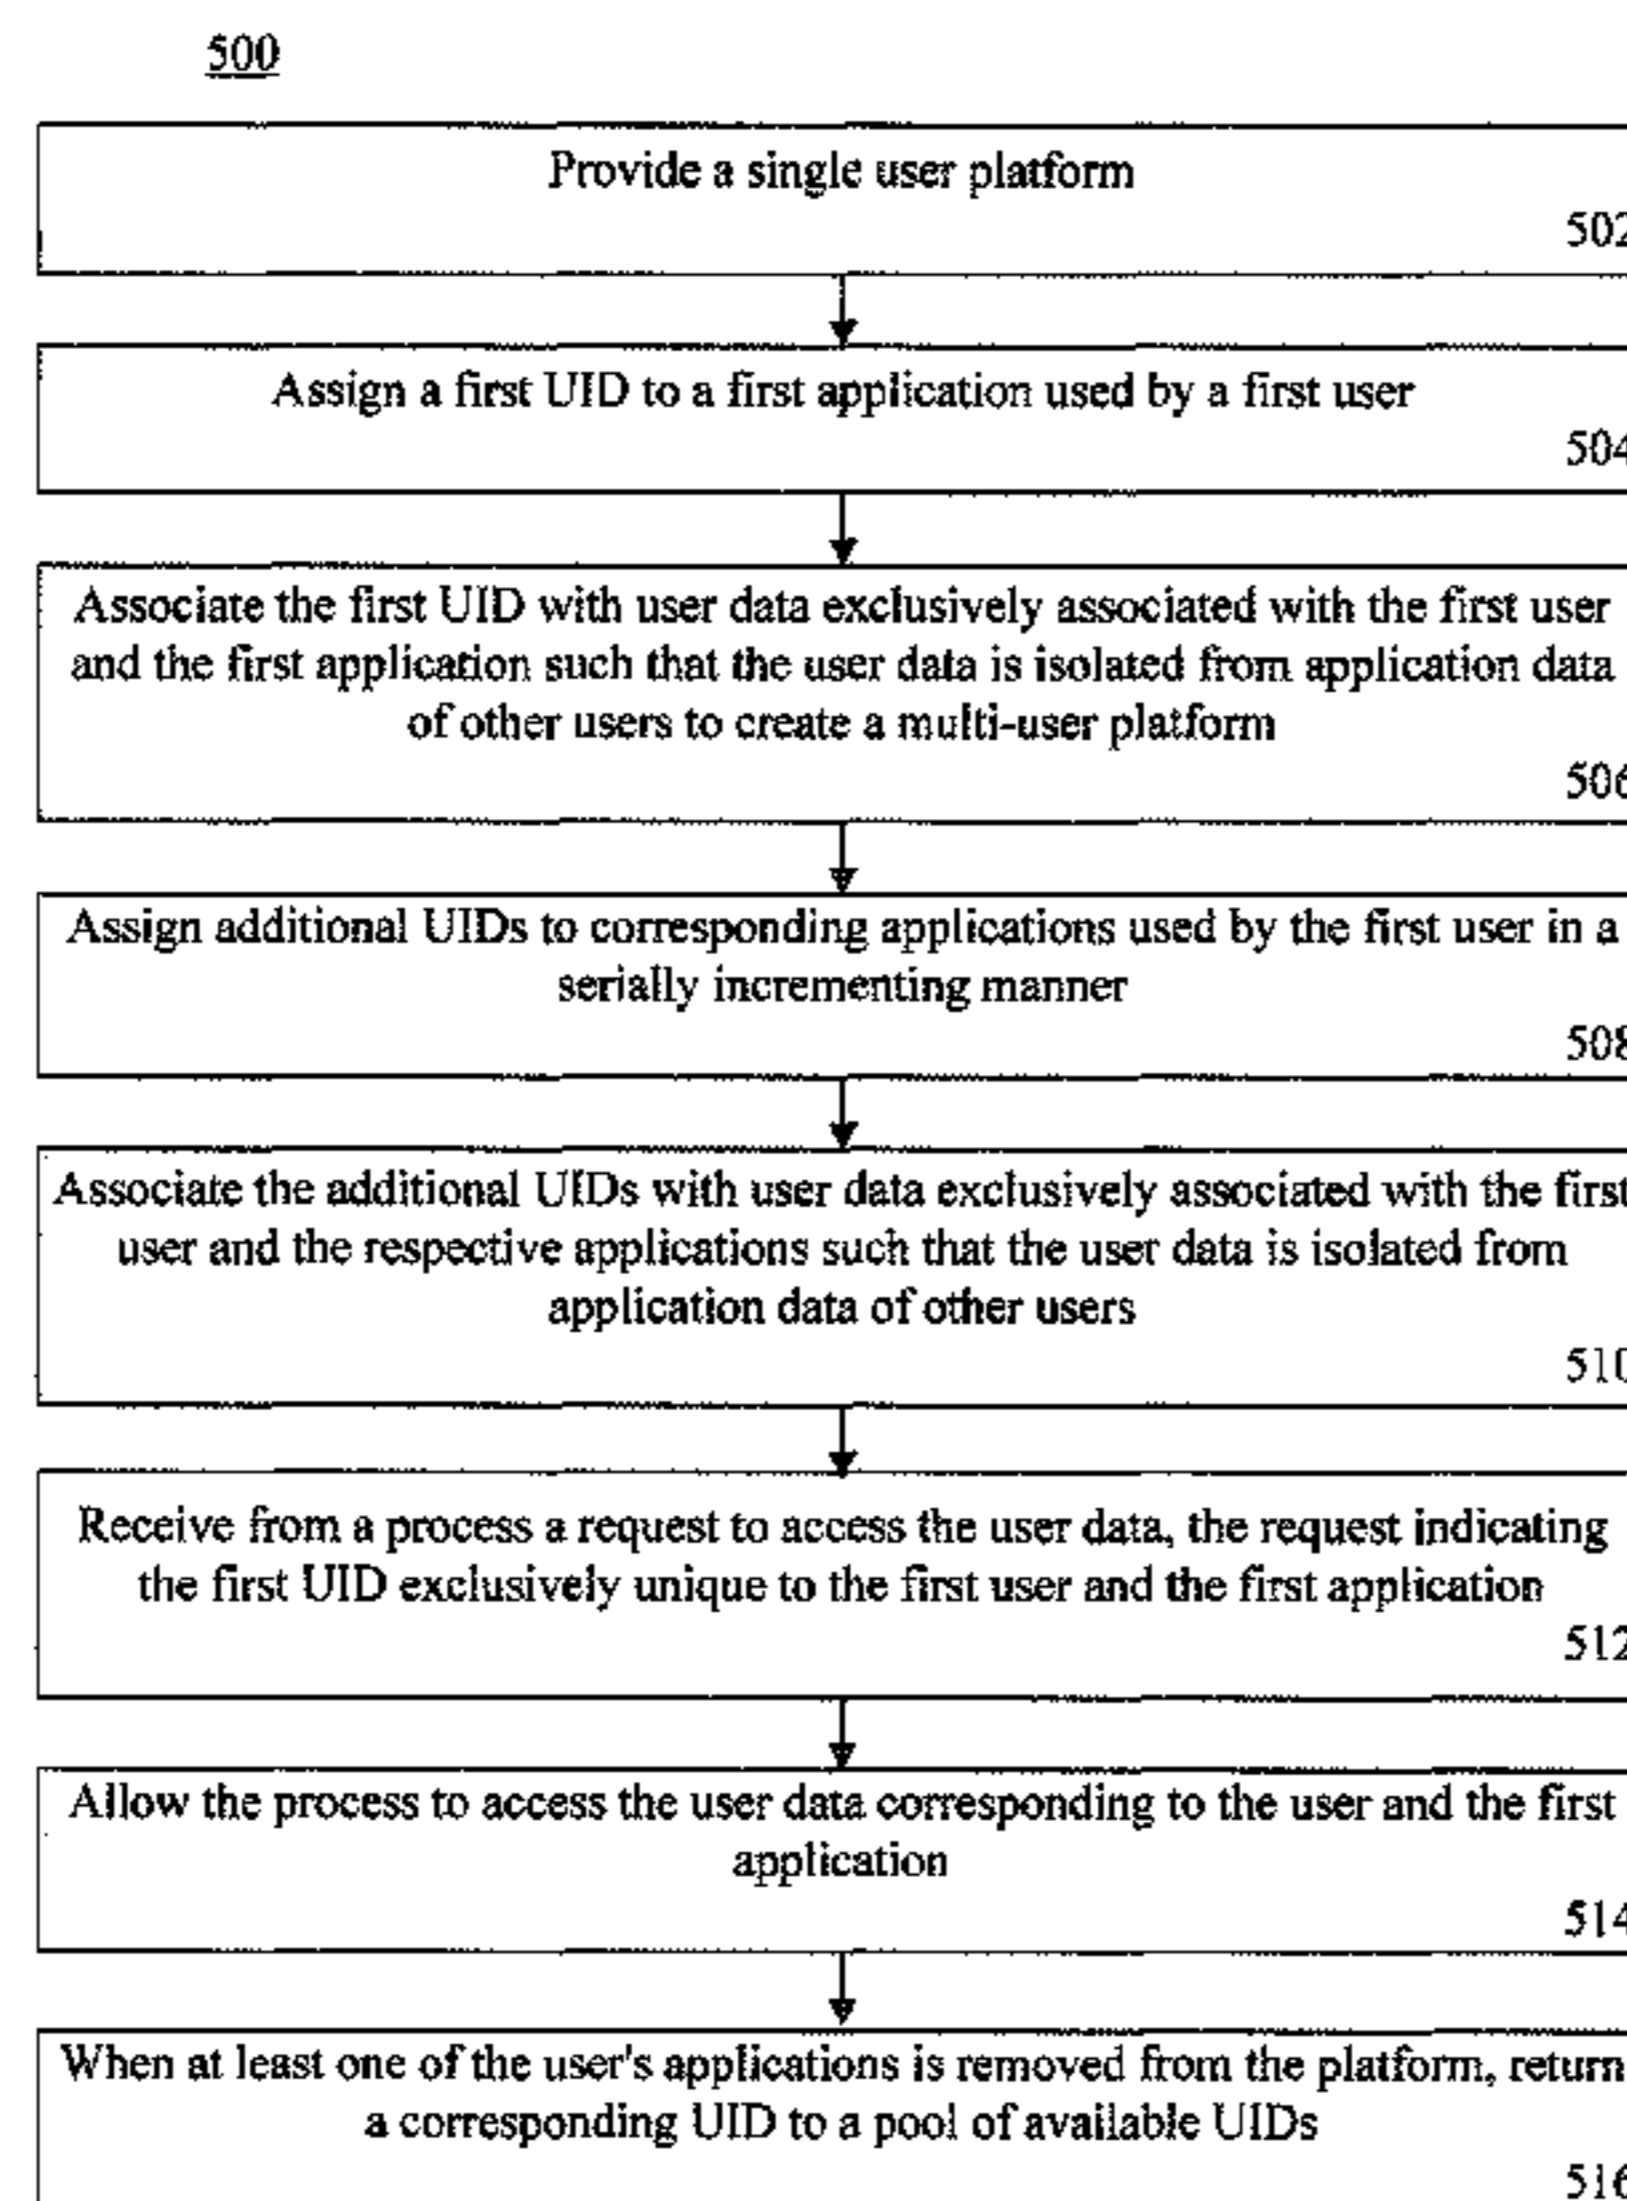 500
Provide a single user platform
502
Assign a first UID to a first application used by a first user
504
Associate the first UID with user data exclusively associated with the first user
and the first application such that the user data is isolated from application data
of other users to create a multi-user platform
506
Assign additional UIDs to corresponding applications used by the first user in a
serially incrementing manner
508
Associate the additional UIDs with user data exclusively associated with the first
user and the respective applications such that the user data is isolated from
application data of other users
510
Receive from a process a request to access the user data, the request indicating
the first UID exclusively unique to the first user and the first application
512
Allow the process to access the user data corresponding to the user and the first
application
514
When at least one of the user's applications is removed from the platform, return
a corresponding UID to a pool of available UIDs
516